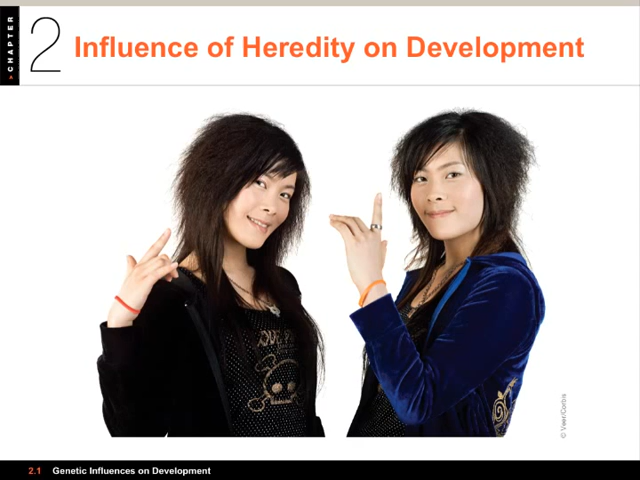 CHAPTER
2
Influence of Heredity on Development
© Veer/Corbis
2.1 Genetic Influences on Development